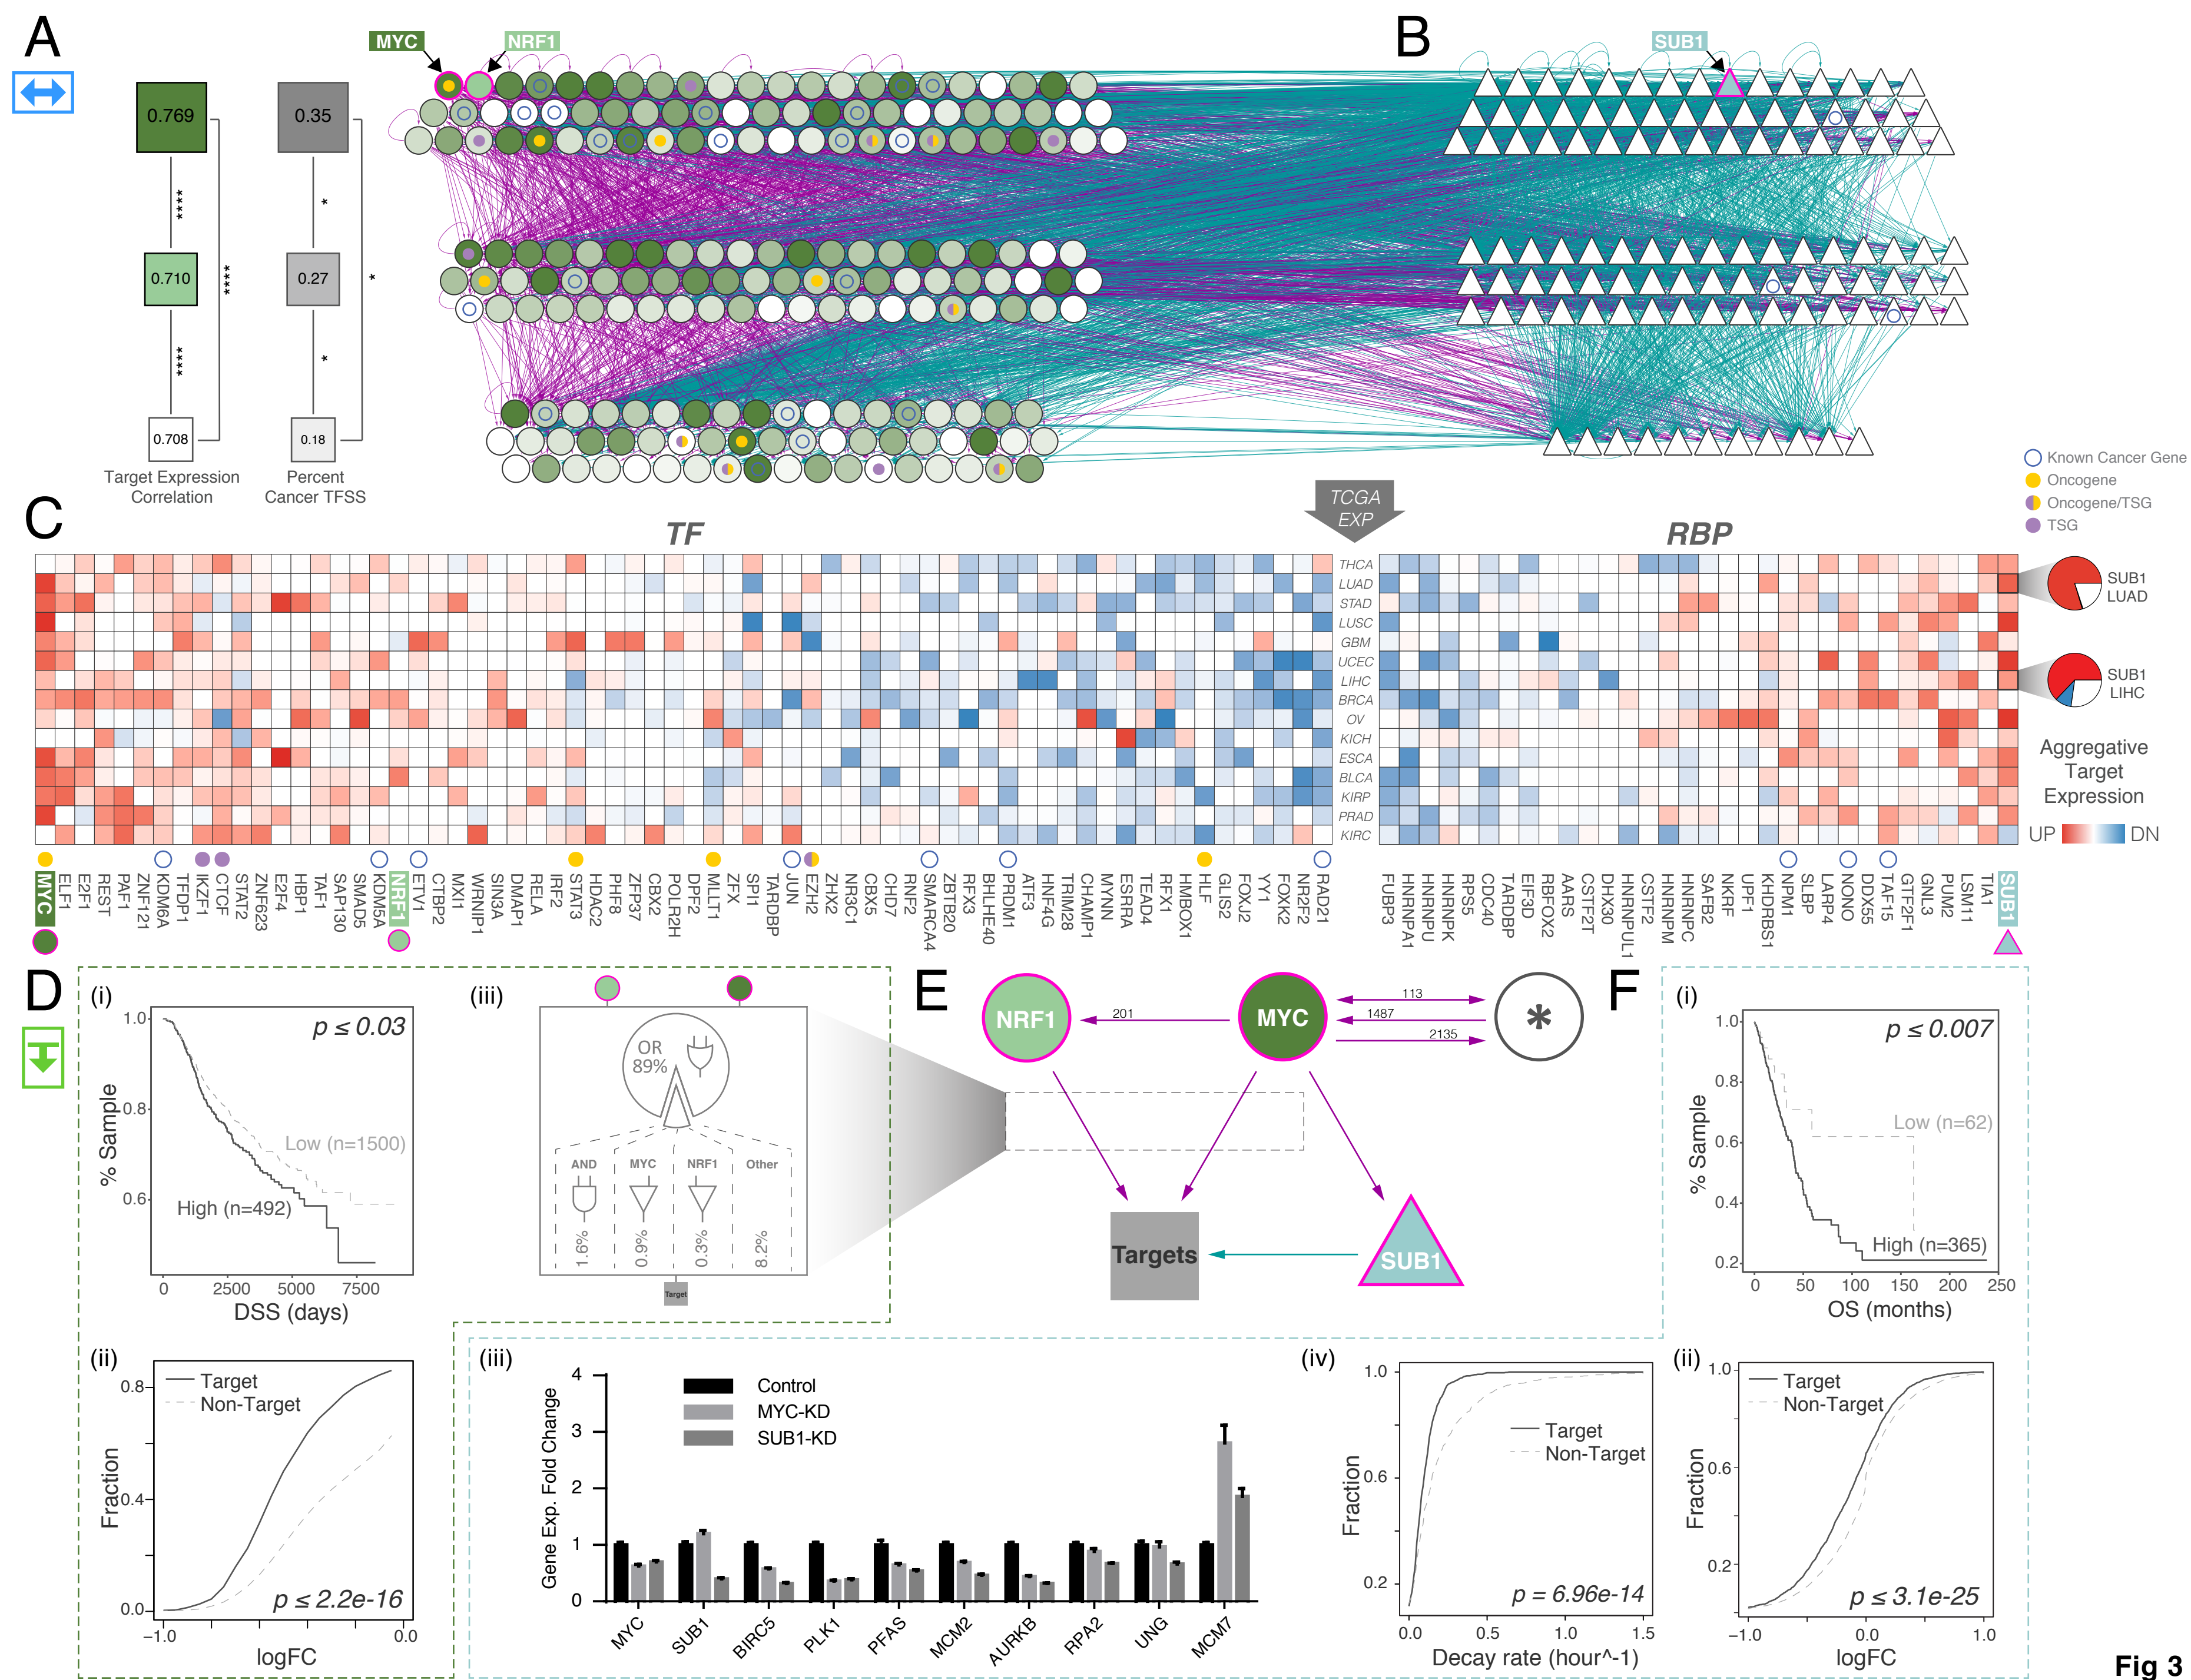 A
MYC
NRF1
B
SUB1
0.769
0.35
****
*
****
*
0.710
0.27
****
*
0.708
0.18
Target Expression
Correlation
Percent
Cancer TFSS
Known Cancer Gene
Oncogene
Oncogene/TSG
TSG
C
TF
TCGA
EXP
RBP
THCA
LUAD
STAD
LUSC
GBM
UCEC
LIHC
BRCA
OV
KICH
ESCA
BLCA
KIRP
PRAD
KIRC
SUB1
LUAD
SUB1
LIHC
Aggregative
Target
Expression
UP
DN
MYC
ELF1
E2F1
REST
PAF1
ZNF121
KDM6A
TFDP1
IKZF1
CTCF
STAT2
ZNF623
E2F4
HBP1
TAF1
SAP130
SMAD5
KDM5A
NRF1
ETV1
CTBP2
MXI1
WRNIP1
SIN3A
DMAP1
RELA
IRF2
STAT3
HDAC2
PHF8
ZFP37
CBX2
POLR2H
DPF2
MLLT1
ZFX
SPI1
TARDBP
JUN
EZH2
ZHX2
NR3C1
CBX5
CHD7
RNF2
SMARCA4
ZBTB20
RFX3
BHLHE40
PRDM1
ATF3
HNF4G
TRIM28
CHAMP1
MYNN
ESRRA
TEAD4
RFX1
HMBOX1
HLF
GLIS2
FOXJ2
YY1
FOXK2
NR2F2
RAD21
FUBP3
HNRNPA1
HNRNPU
HNRNPK
RPS5
CDC40
TARDBP
EIF3D
RBFOX2
AARS
CSTF2T
DHX30
HNRNPUL1
CSTF2
HNRNPM
HNRNPC
SAFB2
NKRF
UPF1
KHDRBS1
NPM1
SLBP
LARP4
NONO
DDX55
TAF15
GTF2F1
GNL3
PUM2
LSM11
TIA1
SUB1
D
(i)
p ≤ 0.03
1.0
0.8
0.6
% Sample
Low (n=1500)
High (n=492)
0
2500
5000
7500
DSS (days)
(iii)
OR
89%
AND
MYC
NRF1
Other
1.6%
0.9%
0.3%
8.2%
Target
E
NRF1
MYC
*
201
113
1487
2135
Targets
SUB1
F
(i)
p ≤ 0.007
1.0
0.8
0.6
0.4
0.2
% Sample
Low (n=62)
High (n=365)
0
50
100
150
200
250
OS (months)
(ii)
Target
Non-Target
0.8
0.4
0.0
Fraction
p ≤ 2.2e-16
−1.0
0.0
logFC
(iii)
Control
MYC-KD
SUB1-KD
4
3
2
1
0
Gene Exp. Fold Change
MYC
SUB1
BIRC5
PLK1
PFAS
MCM2
AURKB
RPA2
UNG
MCM7
(iv)
1.0
0.6
0.2
Fraction
Target
Non-Target
p = 6.96e-14
0.0
0.5
1.0
1.5
Decay rate (hour^-1)
(ii)
1.0
0.6
0.2
Fraction
Target
Non-Target
p ≤ 3.1e-25
−1.0
0.0
1.0
logFC
Fig 3